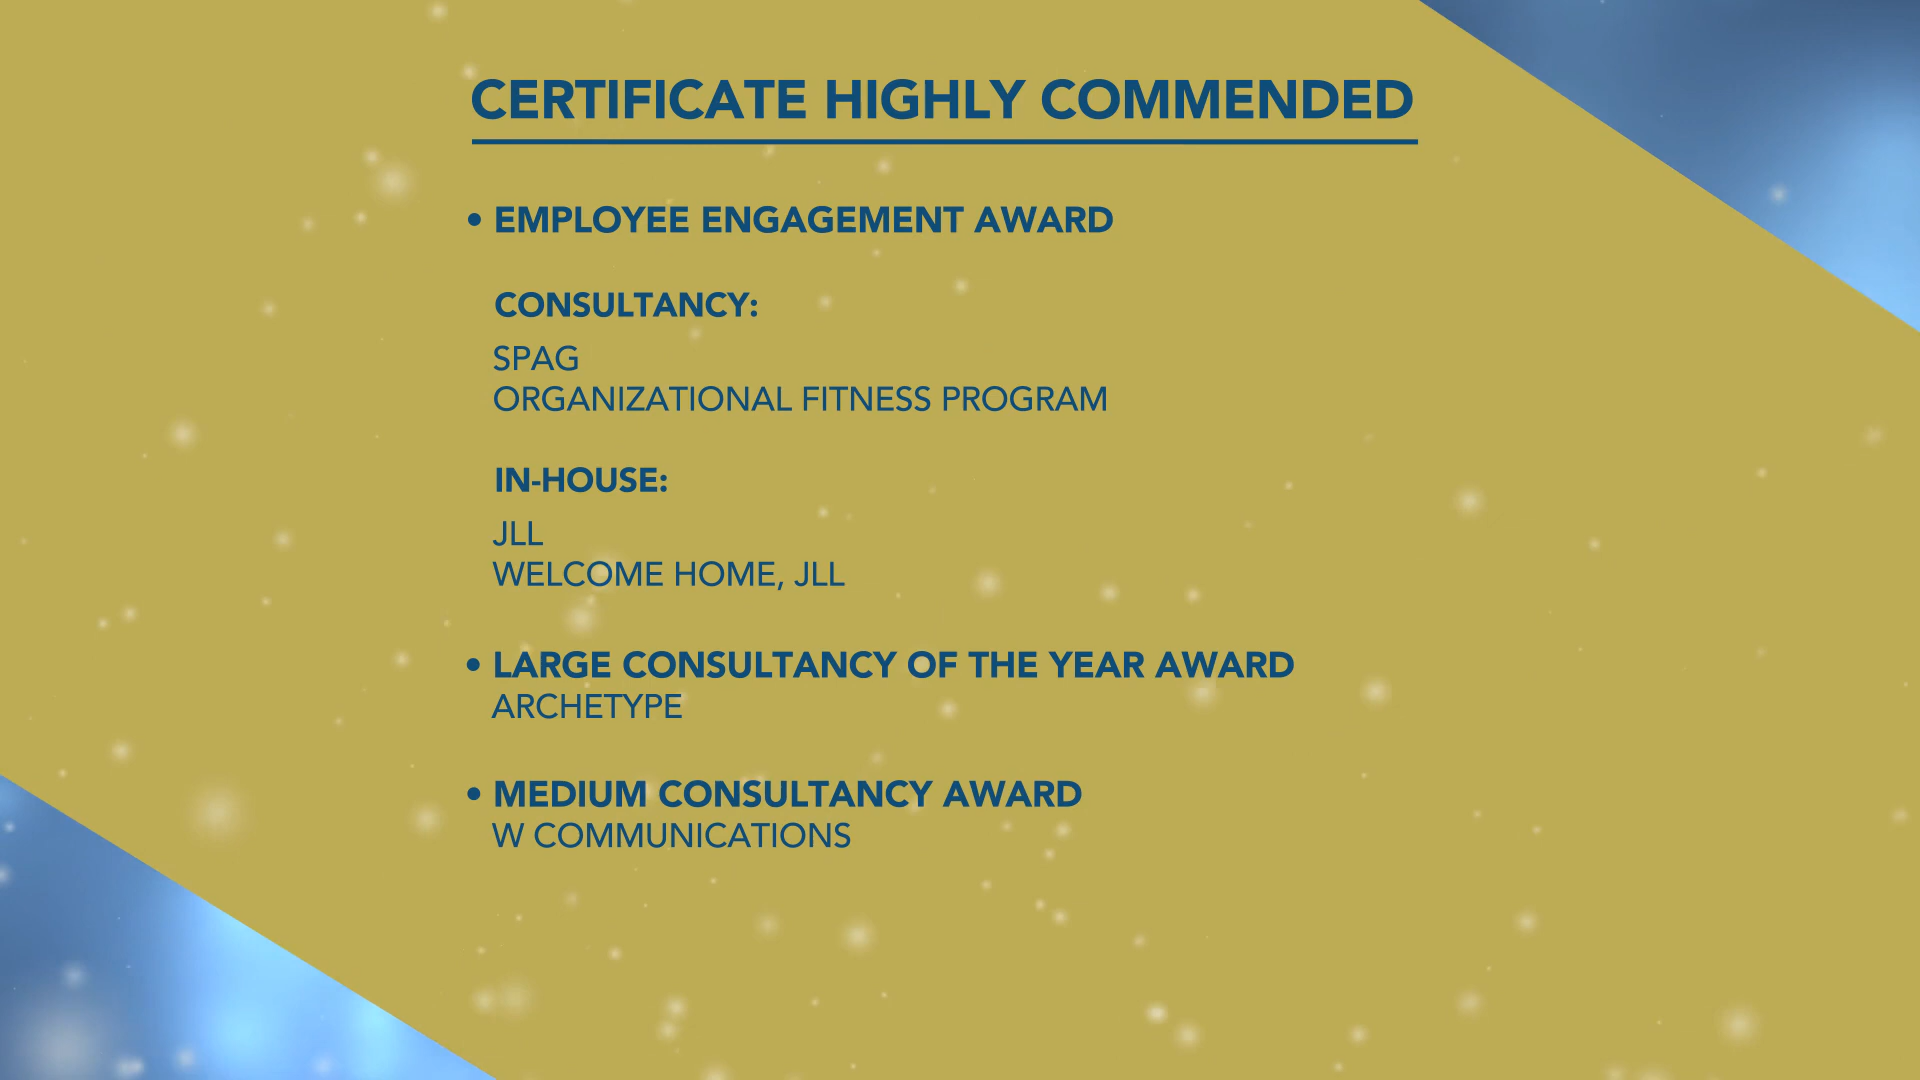 CERTIFICATE HIGHLY COMMENDED
• EMPLOYEE ENGAGEMENT AWARD
CONSULTANCY:
SPAG
ORGANIZATIONAL FITNESS PROGRAM
IN-HOUSE:
JLL
WELCOME HOME, JLL
• LARGE CONSULTANCY OF THE YEAR AWARD
ARCHETYPE
• MEDIUM CONSULTANCY AWARD
W COMMUNICATIONS